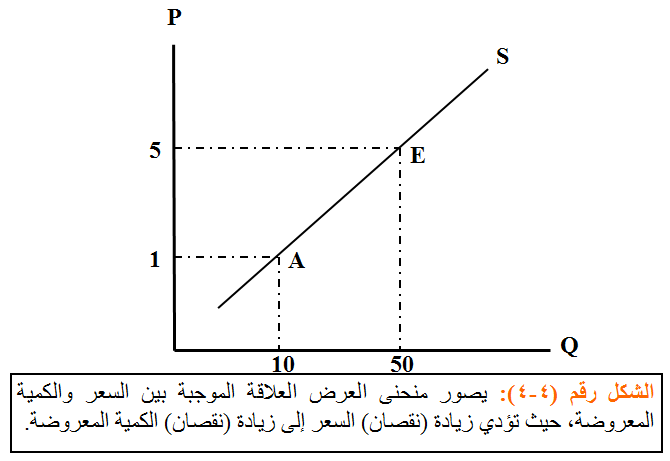 P
S
5
E
1
A
10
50
Q
الشكل رقم (٤-٤): يصور منحنى العرض العلاقة الموجبة بين السعر والكمية
المعروضة، حيث تؤدي زيادة (نقصان) السعر إلى زيادة (نقصان) الكمية المعروضة.